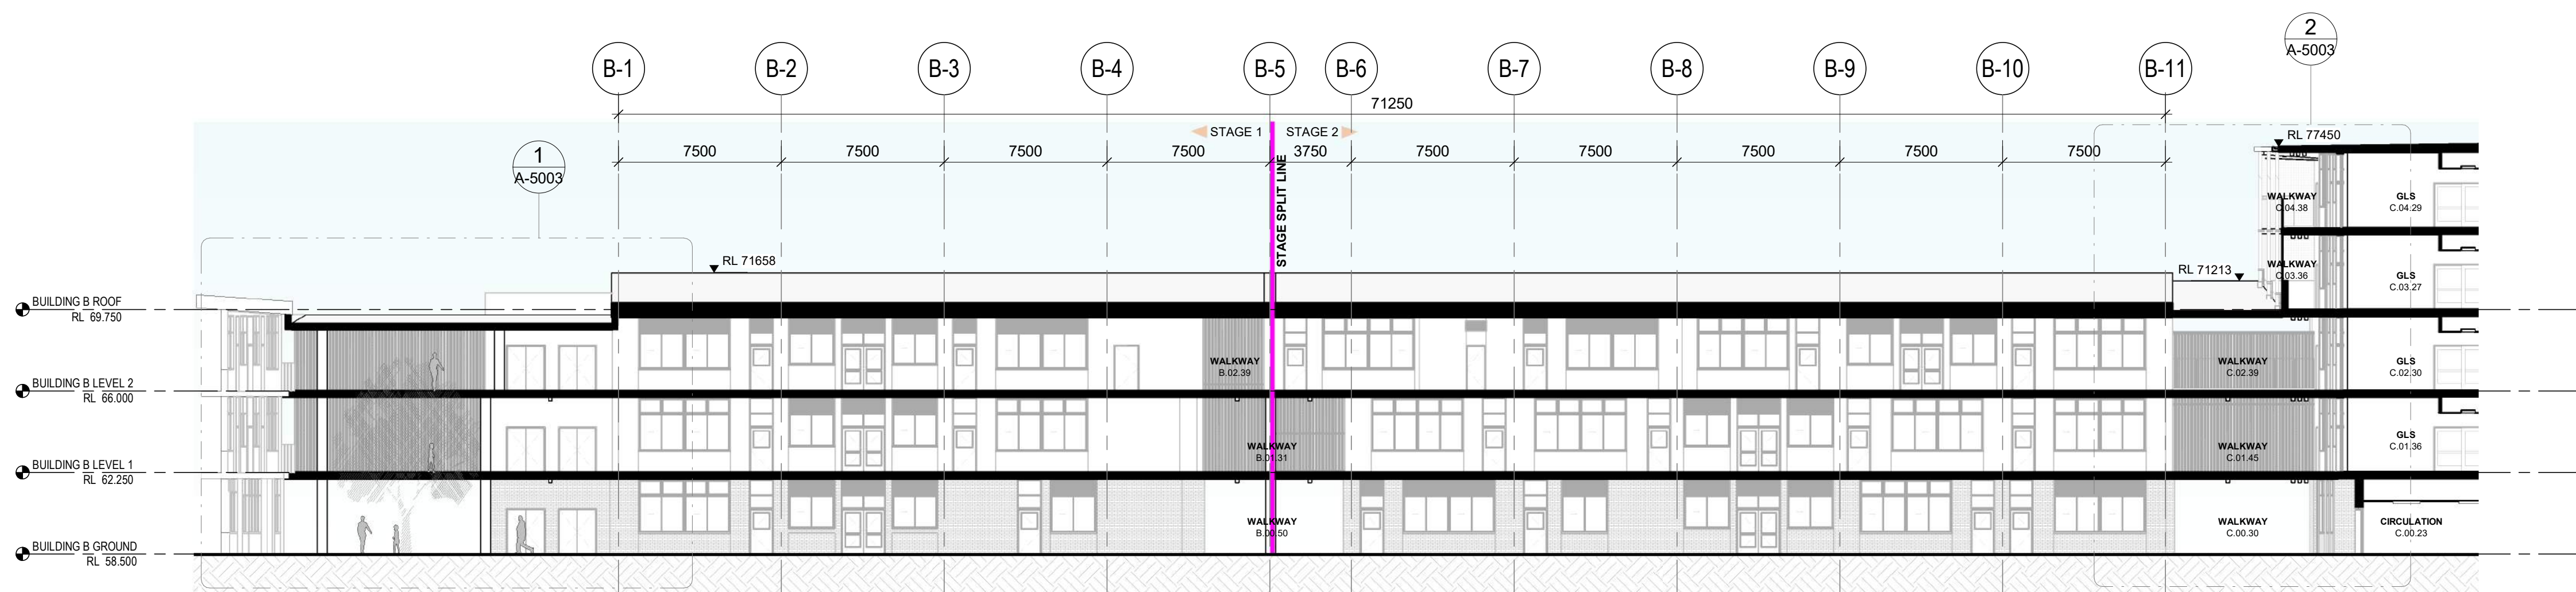 2
A-5003
B-1
B-2
B-3
B-4
B-5
B-6
B-7
B-8
B-9
B-10
B-11
71250
STAGE 1
STAGE 2
RL 77450
1
A-5003
7500
7500
7500
7500
3750
7500
7500
7500
7500
7500
STAGE SPLIT LINE
WALKWAY
C.04.38
GLS
C.04.29
RL 71658
RL 71213
WALKWAY
C.03.36
GLS
C.03.27
BUILDING B ROOF
RL 69.750
WALKWAY
B.02.39
WALKWAY
C.02.39
GLS
C.02.30
BUILDING B LEVEL 2
RL 66.000
WALKWAY
B.01.31
WALKWAY
C.01.45
GLS
C.01.36
BUILDING B LEVEL 1
RL 62.250
WALKWAY
B.00.50
WALKWAY
C.00.30
CIRCULATION
C.00.23
BUILDING B GROUND
RL 58.500